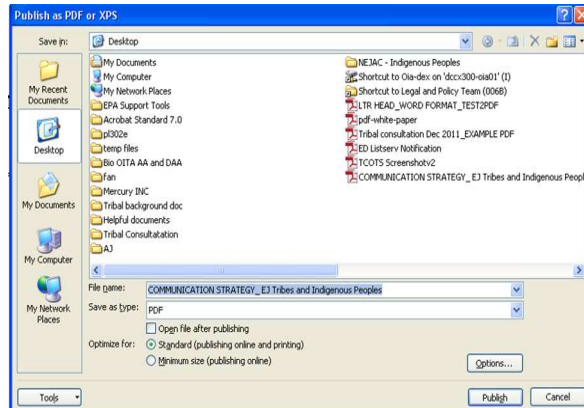 Publish as PDF or XPS
Save in: Desktop
My Recent Documents
Desktop
My Documents
My Computer
My Network Places
My Documents
My Computer
My Network Places
EPA Support Tools
Acrobat Standard 7.0
pl302e
temp files
Bio OITA AA and DAA
fan
Mercury INC
Tribal background doc
Helpful documents
Tribal Consultatation
AJ
NEJAC - Indigenous Peoples
Shortcut to Oia-dex on 'dccx300-oia01' (I)
Shortcut to Legal and Policy Team (006B)
LTR HEAD_WORD FORMAT_TEST2PDF
pdf-white-paper
Tribal consultation Dec 2011_EXAMPLE PDF
ED Listserv Notification
TCOTS Screenshotv2
COMMUNICATION STRATEGY_ EJ Tribes and Indigenous Peopl
File name: COMMUNICATION STRATEGY_ EJ Tribes and Indigenous Peoples
Save as type: PDF
Open file after publishing
Optimize for: Standard (publishing online and printing)
Minimum size (publishing online)
Options...
Tools
Publish
Cancel